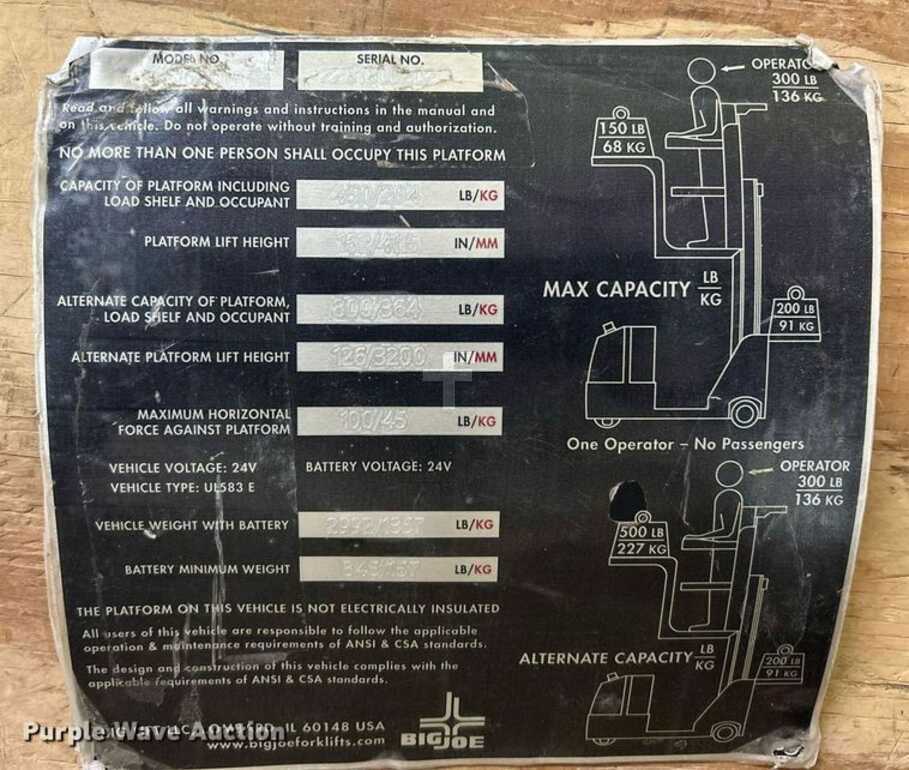 MODEL NO. SERIAL NO.
Read and follow all warnings and instructions in the manual and
on this vehicle. Do not operate without training and authorization.
NO MORE THAN ONE PERSON SHALL OCCUPY THIS PLATFORM
CAPACITY OF PLATFORM INCLUDING
LOAD SHELF AND OCCUPANT LB/KG
PLATFORM LIFT HEIGHT IN/MM
ALTERNATE CAPACITY OF PLATFORM,
LOAD SHELF AND OCCUPANT 800/364 LB/KG
ALTERNATE PLATFORM LIFT HEIGHT 126/3200 IN/MM
MAXIMUM HORIZONTAL
FORCE AGAINST PLATFORM 100/45 LB/KG
VEHICLE VOLTAGE: 24V BATTERY VOLTAGE: 24V
VEHICLE TYPE: UL583 E
VEHICLE WEIGHT WITH BATTERY 2992/1357 LB/KG
BATTERY MINIMUM WEIGHT LB/KG
THE PLATFORM ON THIS VEHICLE IS NOT ELECTRICALLY INSULATED
All users of this vehicle are responsible to follow the applicable
operation & maintenance requirements of ANSI & CSA standards.
The design and construction of this vehicle complies with the
applicable requirements of ANSI & CSA standards.
IL 60148 USA
www.bigjoeforklifts.com
BIG JOE
OPERATOR
300 LB
136 KG
150 LB
68 KG
MAX CAPACITY LB
KG
200 LB
91 KG
One Operator – No Passengers
OPERATOR
300 LB
136 KG
500 LB
227 KG
ALTERNATE CAPACITY LB
KG
200 LB
91 KG
Purple Wave Auction